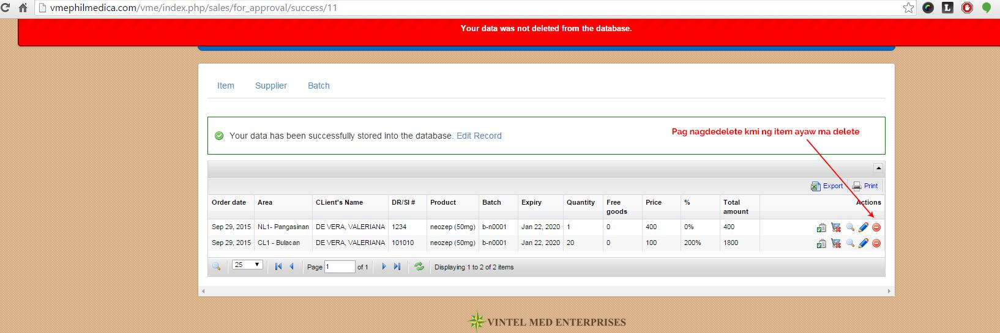 vmephilmedica.com/vme/index.php/sales/for_approval/success/11
L
Your data was not deleted from the database.
Item Supplier Batch
Your data has been successfully stored into the database. Edit Record
Pag nagdedelete kmi ng item ayaw ma delete
Export Print
Order date Area CLient's Name DR/SI # Product Batch Expiry Quantity Free goods Price % Total amount Actions
Sep 29, 2015 NL1- Pangasinan DE VERA, VALERIANA 1234 neozep (50mg) b-n0001 Jan 22, 2020 1 0 400 0% 400
Sep 29, 2015 CL1 - Bulacan DE VERA, VALERIANA 101010 neozep (50mg) b-n0001 Jan 22, 2020 20 0 100 200% 1800
25 Page 1 of 1 Displaying 1 to 2 of 2 items
VINTEL MED ENTERPRISES